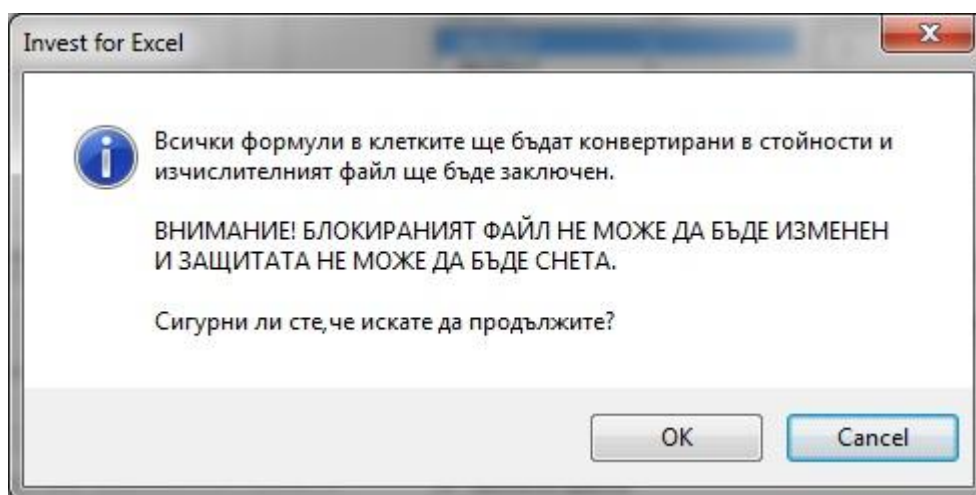 Invest for Excel
Всички формули в клетките ще бъдат конвертирани в стойности и
изчислителният файл ще бъде заключен.
ВНИМАНИЕ! БЛОКИРАНИЯТ ФАЙЛ НЕ МОЖЕ ДА БЪДЕ ИЗМЕНЕН
И ЗАЩИТАТА НЕ МОЖЕ ДА БЪДЕ СНЕТА.
Сигурни ли сте,че искате да продължите?
OK
Cancel